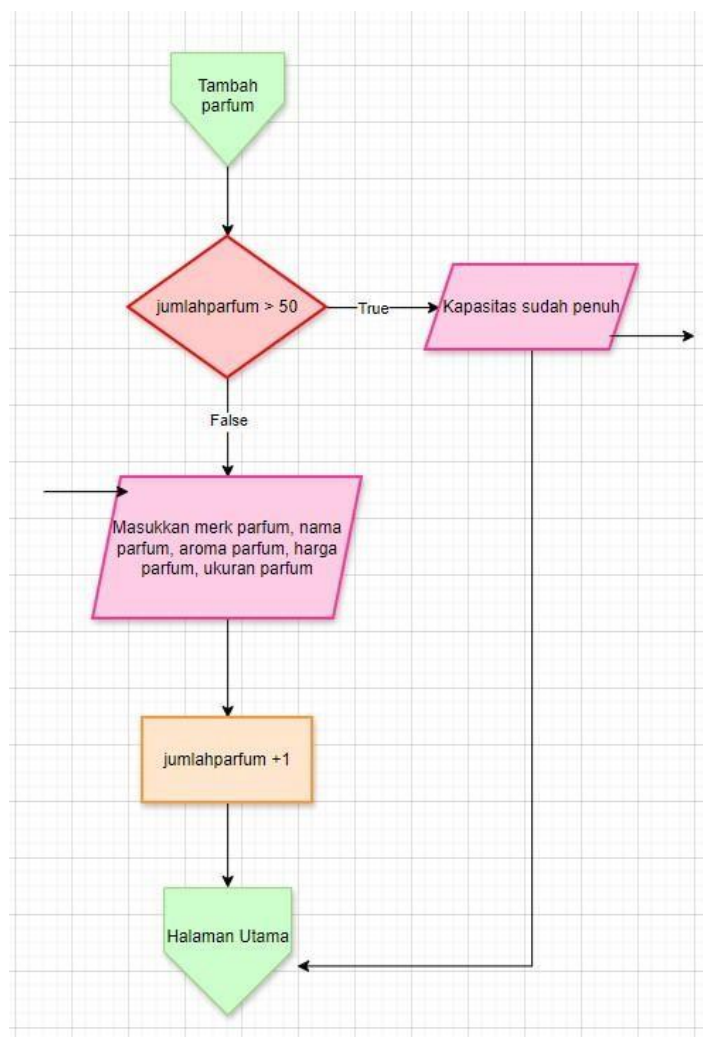 Tambah
parfum
jumlahparfum > 50
True
Kapasitas sudah penuh
False
Masukkan merk parfum, nama
parfum, aroma parfum, harga
parfum, ukuran parfum
jumlahparfum +1
Halaman Utama